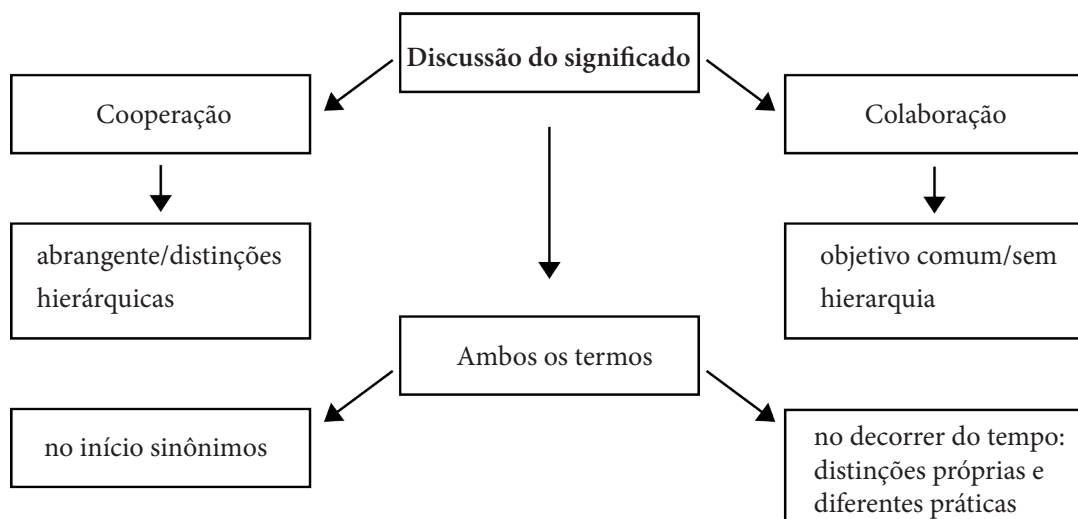 Discussão do significado
Cooperação
Colaboração
abrangente/distinções
hierárquicas
objetivo comum/sem
hierarquia
Ambos os termos
no início sinônimos
no decorrer do tempo:
distinções próprias e
diferentes práticas